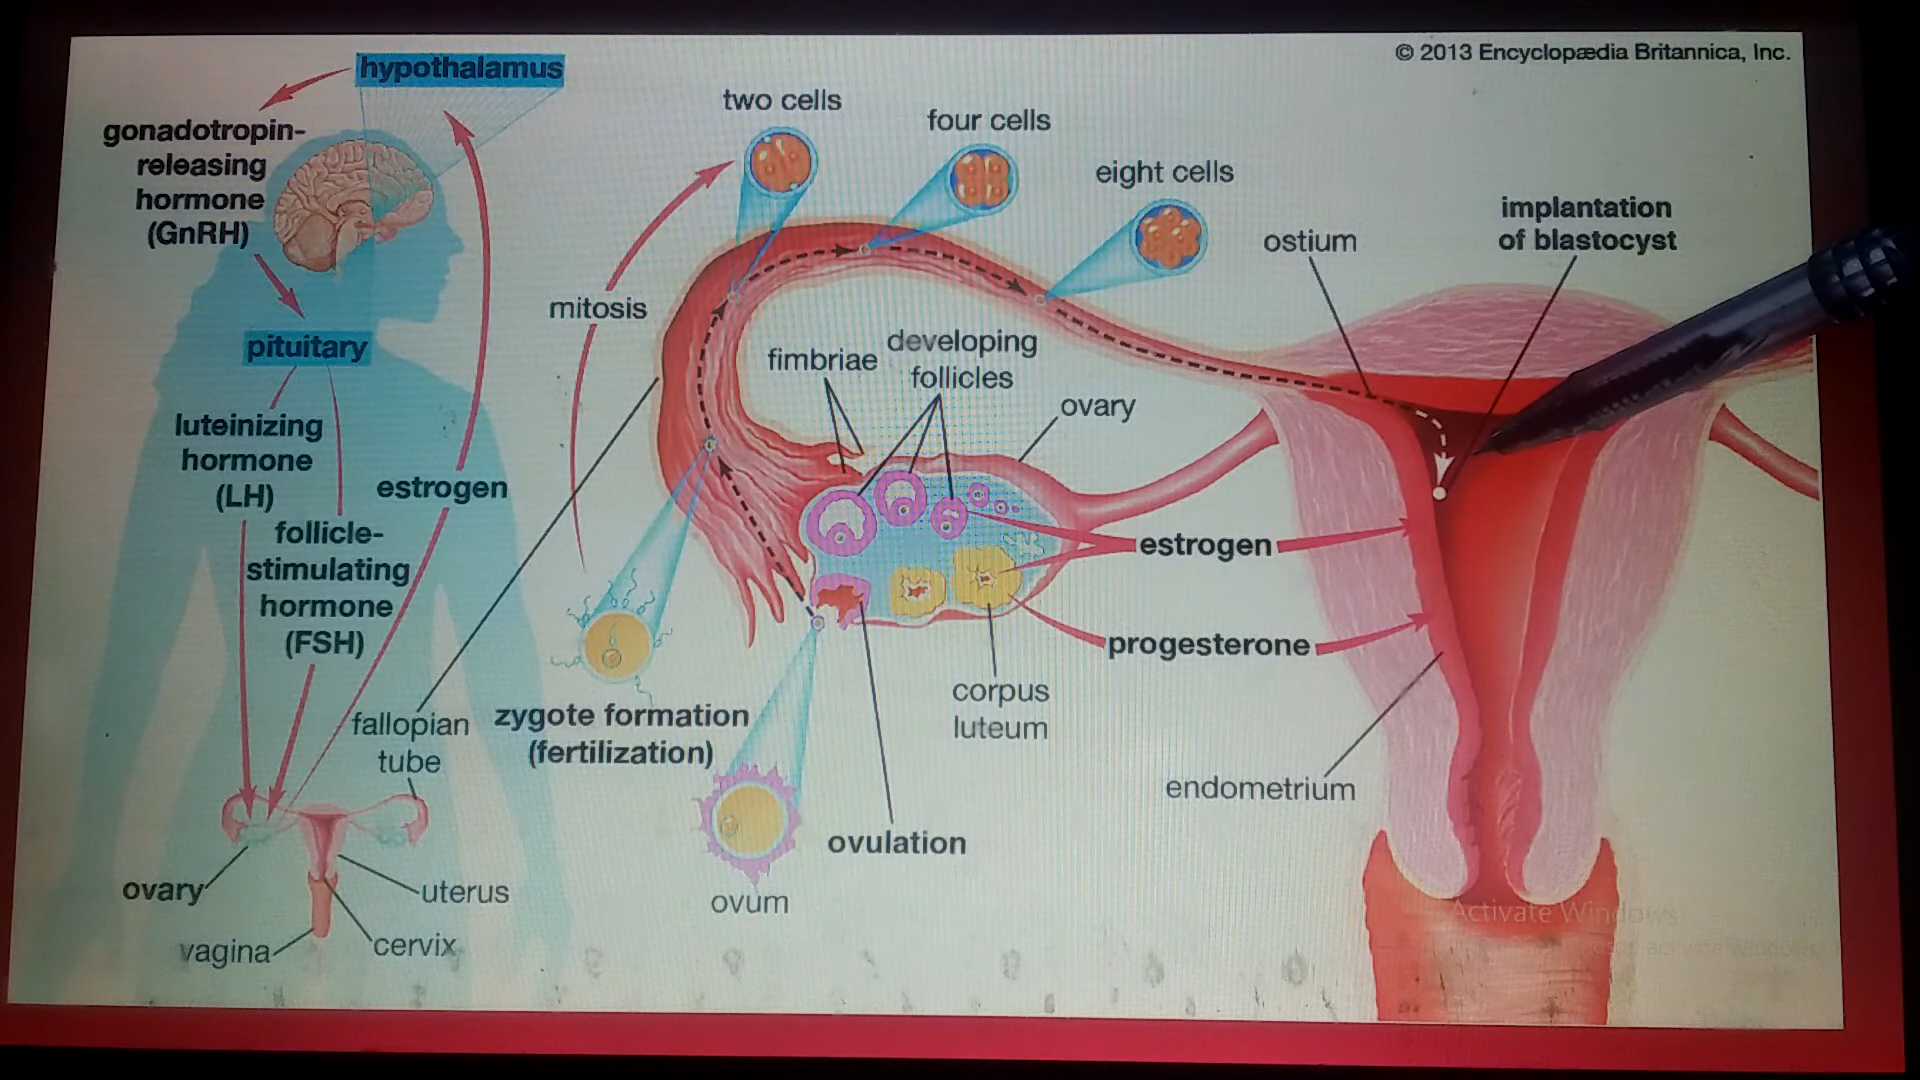 © 2013 Encyclopædia Britannica, Inc.
hypothalamus
gonadotropin-
releasing
hormone
(GnRH)
pituitary
luteinizing
hormone
(LH)
estrogen
follicle-
stimulating
hormone
(FSH)
fallopian
tube
ovary
uterus
vagina
cervix
two cells
four cells
eight cells
mitosis
fimbriae
developing
follicles
ovary
ostium
implantation
of blastocyst
estrogen
progesterone
zygote formation
(fertilization)
corpus
luteum
endometrium
ovulation
ovum
Activate Windows